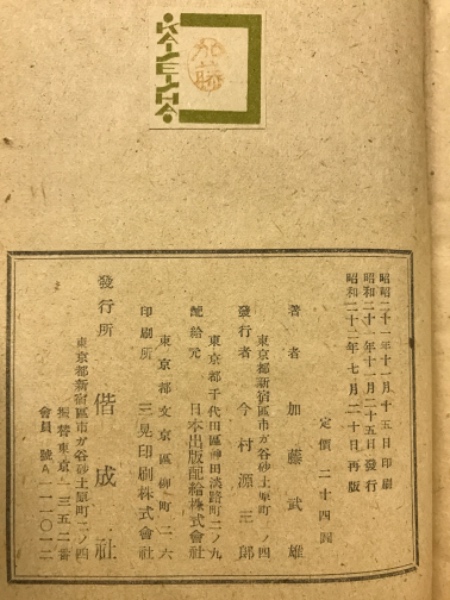 KAISEISHA
加藤
昭和二十一年十一月十五日印刷
昭和二十一年十一月二十五日發行
昭和二十二年七月二十日再版
定價 二十四圓
著者 加藤武雄
東京都新宿區市ガ谷砂土原町二ノ四
發行者 今村源三郎
東京都千代田區神田淡路町二ノ九
配給元 日本出版配給株式會社
東京都文京區柳町二六
印刷所 三晃印刷株式會社
發行所 偕成社
東京都新宿區市ガ谷砂土原町二ノ四
振替東京一三五二番
會員號A一一一〇一二